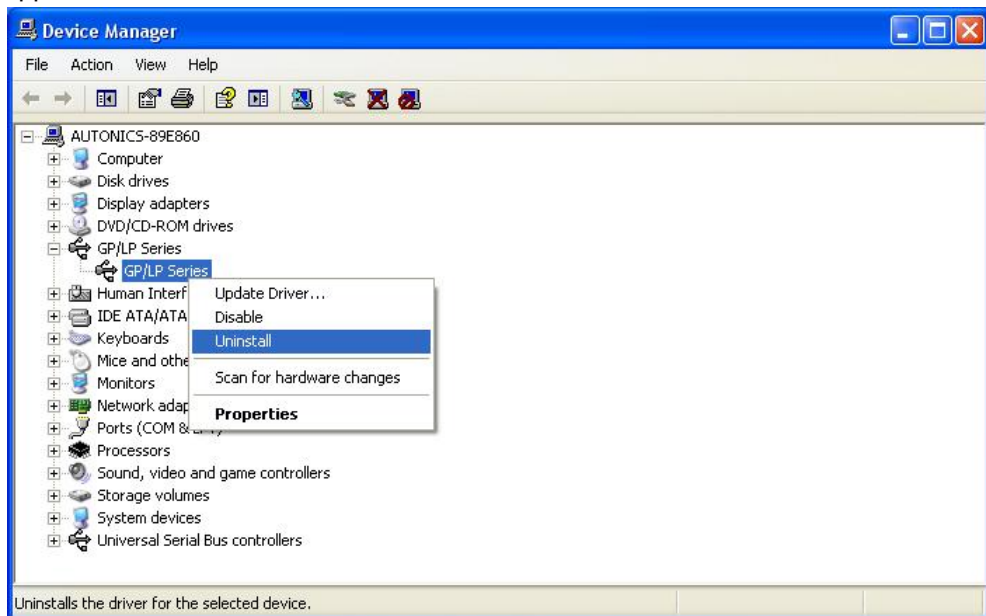 Device Manager
File Action View Help
AUTONICS-89E860
Computer
Disk drives
Display adapters
DVD/CD-ROM drives
GP/LP Series
GP/LP Series
Human Interf
Update Driver...
IDE ATA/ATA
Disable
Keyboards
Uninstall
Mice and othe
Monitors
Scan for hardware changes
Network adap
Properties
Ports (COM &
Processors
Sound, video and game controllers
Storage volumes
System devices
Universal Serial Bus controllers
Uninstalls the driver for the selected device.